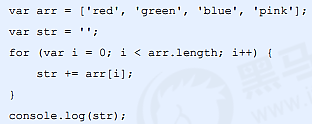 var arr = ['red', 'green', 'blue', 'pink'];
var str = '';
for (var i = 0; i < arr.length; i++) {
    str += arr[i];
}
console.log(str);